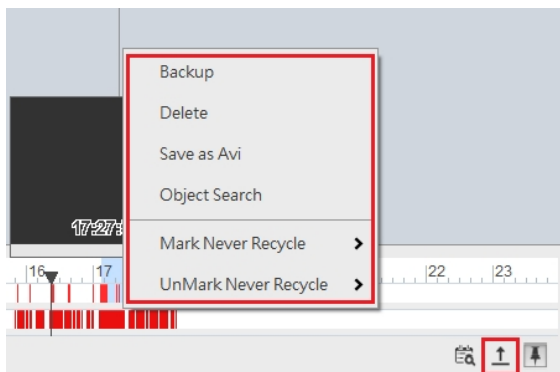 Backup
Delete
Save as Avi
Object Search
17:27:
Mark Never Recycle
16 17 22 23
UnMark Never Recycle